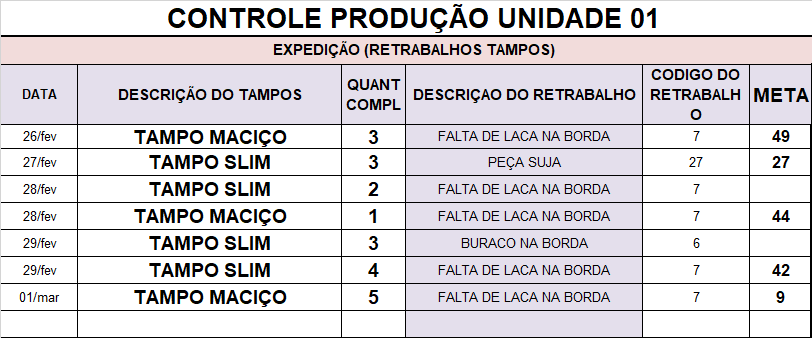 CONTROLE PRODUÇÃO UNIDADE 01
EXPEDIÇÃO (RETRABALHOS TAMPOS)
DATA DESCRIÇÃO DO TAMPOS QUANT COMPL DESCRIÇAO DO RETRABALHO CODIGO DO RETRABALHO META
26/fev TAMPO MACIÇO 3 FALTA DE LACA NA BORDA 7 49
27/fev TAMPO SLIM 3 PEÇA SUJA 27 27
28/fev TAMPO SLIM 2 FALTA DE LACA NA BORDA 7
28/fev TAMPO MACIÇO 1 FALTA DE LACA NA BORDA 7 44
29/fev TAMPO SLIM 3 BURACO NA BORDA 6
29/fev TAMPO SLIM 4 FALTA DE LACA NA BORDA 7 42
01/mar TAMPO MACIÇO 5 FALTA DE LACA NA BORDA 7 9